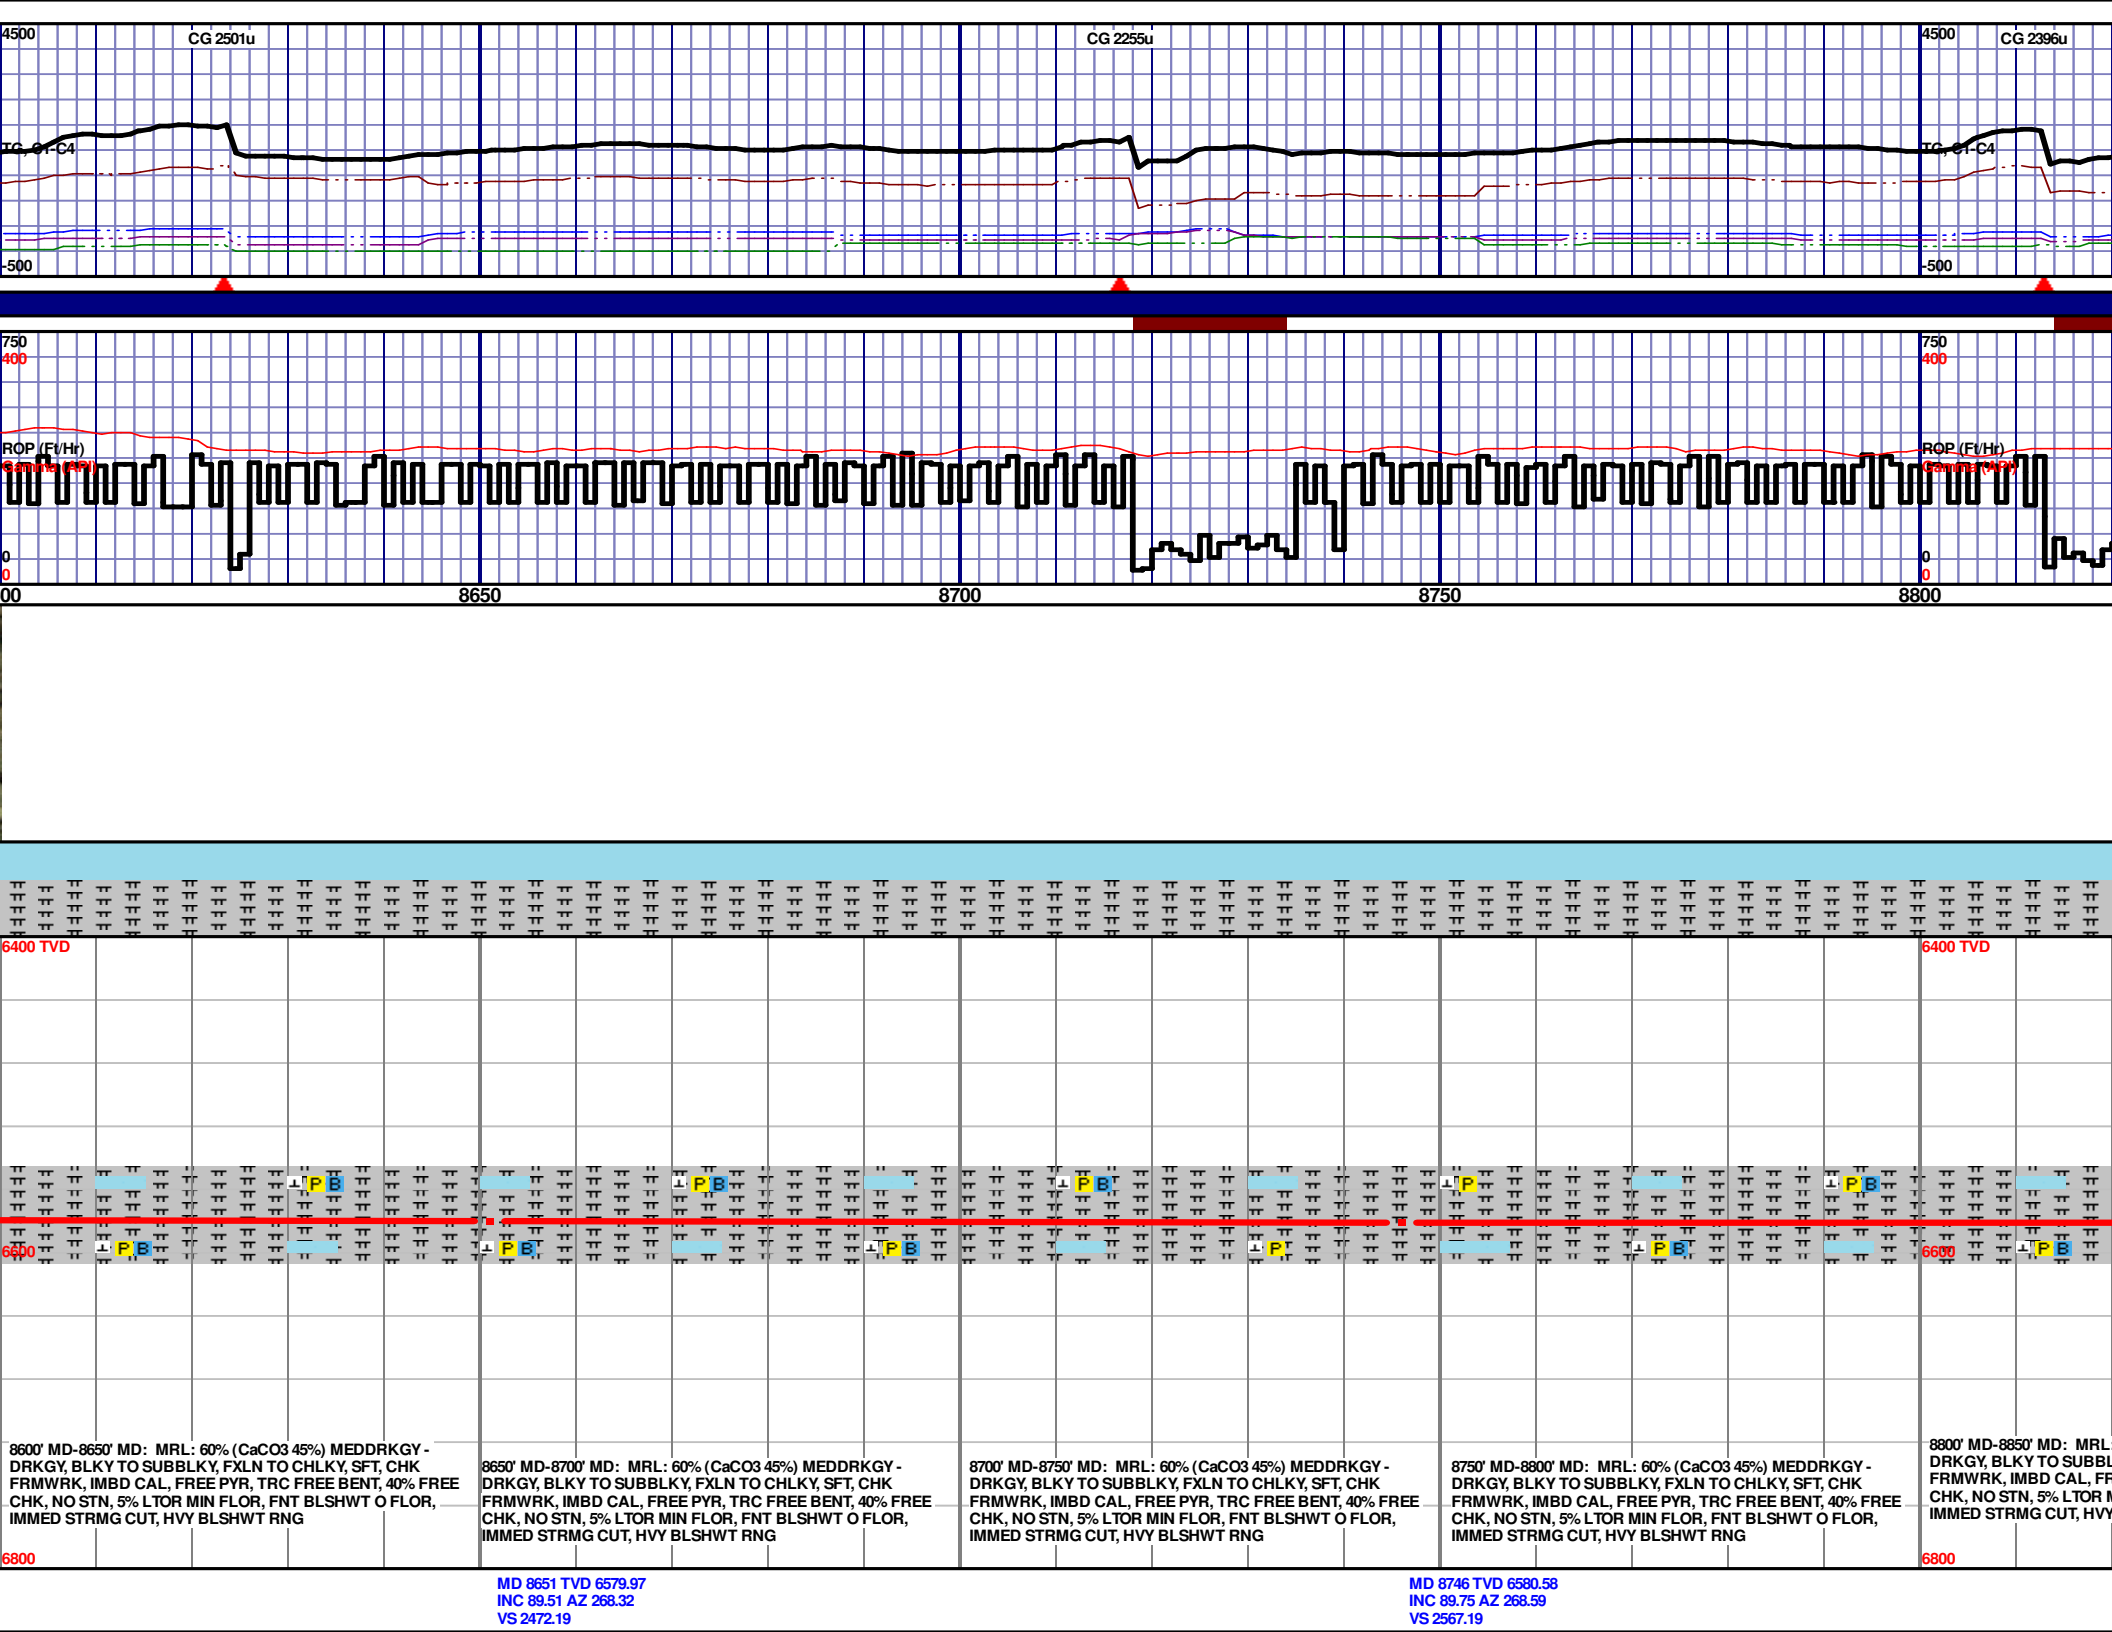 4500
CG 2501u
CG 2255u
4500
CG 2396u
TG, C1-C4
TG, C1-C4
-500
-500
750
400
750
400
ROP (Ft/Hr)
Gamma (API)
ROP (Ft/Hr)
Gamma (API)
0
0
0
0
00
8650
8700
8750
8800
6400 TVD
6400 TVD
P B
P B
P B
P
P B
6600
P B
P B
P B
P
P B
6600
P B
8600' MD-8650' MD: MRL: 60% (CaCO3 45%) MEDDRKGY -
DRKGY, BLKY TO SUBBLKY, FXLN TO CHLKY, SFT, CHK
FRMWRK, IMBD CAL, FREE PYR, TRC FREE BENT, 40% FREE
CHK, NO STN, 5% LTOR MIN FLOR, FNT BLSHWT O FLOR,
IMMED STRMG CUT, HVY BLSHWT RNG
8650' MD-8700' MD: MRL: 60% (CaCO3 45%) MEDDRKGY -
DRKGY, BLKY TO SUBBLKY, FXLN TO CHLKY, SFT, CHK
FRMWRK, IMBD CAL, FREE PYR, TRC FREE BENT, 40% FREE
CHK, NO STN, 5% LTOR MIN FLOR, FNT BLSHWT O FLOR,
IMMED STRMG CUT, HVY BLSHWT RNG
8700' MD-8750' MD: MRL: 60% (CaCO3 45%) MEDDRKGY -
DRKGY, BLKY TO SUBBLKY, FXLN TO CHLKY, SFT, CHK
FRMWRK, IMBD CAL, FREE PYR, TRC FREE BENT, 40% FREE
CHK, NO STN, 5% LTOR MIN FLOR, FNT BLSHWT O FLOR,
IMMED STRMG CUT, HVY BLSHWT RNG
8750' MD-8800' MD: MRL: 60% (CaCO3 45%) MEDDRKGY -
DRKGY, BLKY TO SUBBLKY, FXLN TO CHLKY, SFT, CHK
FRMWRK, IMBD CAL, FREE PYR, TRC FREE BENT, 40% FREE
CHK, NO STN, 5% LTOR MIN FLOR, FNT BLSHWT O FLOR,
IMMED STRMG CUT, HVY BLSHWT RNG
8800' MD-8850' MD: MRL
DRKGY, BLKY TO SUBBL
FRMWRK, IMBD CAL, FR
CHK, NO STN, 5% LTOR M
IMMED STRMG CUT, HVY
6800
6800
MD 8651 TVD 6579.97
INC 89.51 AZ 268.32
VS 2472.19
MD 8746 TVD 6580.58
INC 89.75 AZ 268.59
VS 2567.19